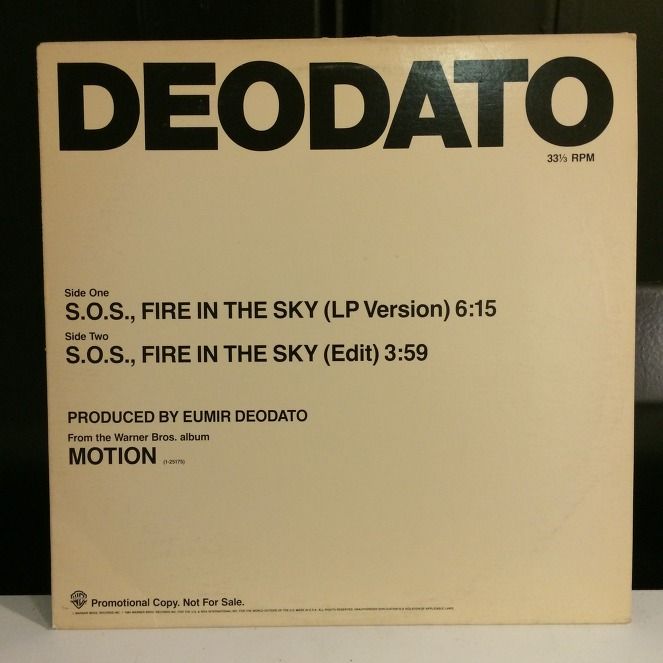 DEODATO
33⅓ RPM
Side One
S.O.S., FIRE IN THE SKY (LP Version) 6:15
Side Two
S.O.S., FIRE IN THE SKY (Edit) 3:59
PRODUCED BY EUMIR DEODATO
From the Warner Bros. album
MOTION (1-25175)
Promotional Copy. Not For Sale.